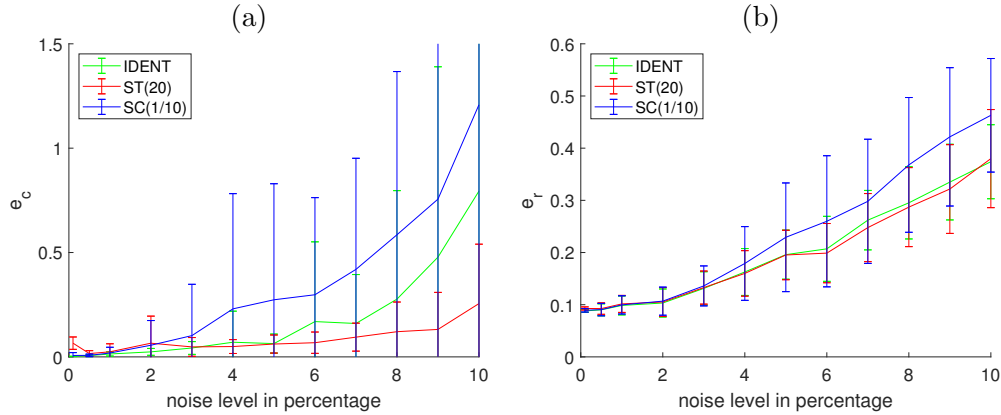 (a)
1.5
1
0.5
0
0
2
4
6
8
10
e_c
noise level in percentage
IDENT
ST(20)
SC(1/10)
(b)
0.6
0.5
0.4
0.3
0.2
0.1
0
0
2
4
6
8
10
e_r
noise level in percentage
IDENT
ST(20)
SC(1/10)